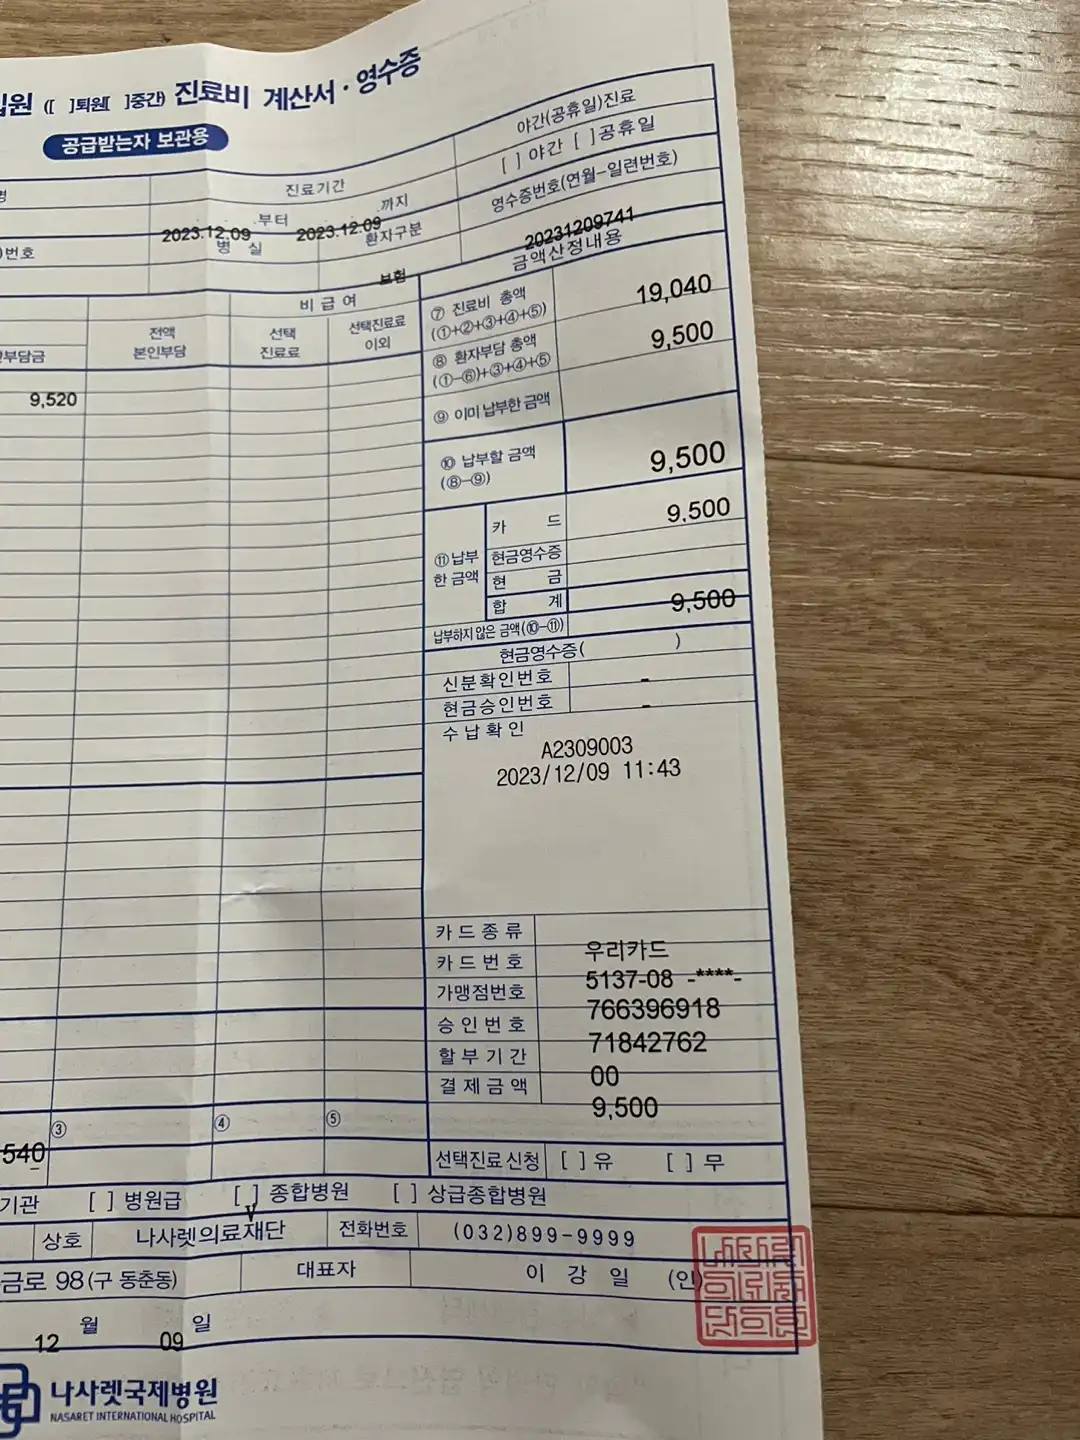 입원 ([ ]퇴원[ ]중간) 진료비 계산서·영수증
공급받는자 보관용
야간(공휴일)진료
[ ] 야간 [ ] 공휴일
명
진료기간
영수증번호(연월-일련번호)
2023.12.09 부터 2023.12.09 까지
20231209741
번호
병 실
환자구분
보험
금액산정내용
비급여
부담금
전액
본인부담
선택
진료료
선택진료료
이외
9,520
⑦ 진료비 총액
(①+②+③+④+⑤)
19,040
⑧ 환자부담 총액
(①-⑥)+③+④+⑤
9,500
⑨ 이미 납부한 금액
⑩ 납부할 금액
(⑧-⑨)
9,500
⑪ 납부
한 금액
카 드 9,500
현금영수증
현 금
합 계 9,500
납부하지 않은 금액(⑩-⑪)
현금영수증( )
신분확인번호 -
현금승인번호 -
수납확인
A2309003
2023/12/09 11:43
카드종류 우리카드
카드번호 5137-08 -****-
가맹점번호 766396918
승인번호 71842762
할부기간 00
결제금액 9,500
③ ④ ⑤
540
선택진료신청 [ ] 유 [ ] 무
기관 [ ] 병원급 [V] 종합병원 [ ] 상급종합병원
상호 나사렛의료재단 전화번호 (032)899-9999
금로 98 (구 동춘동) 대표자 이 강 일 (인)
12 월 09 일
나사렛국제병원
NASARET INTERNATIONAL HOSPITAL